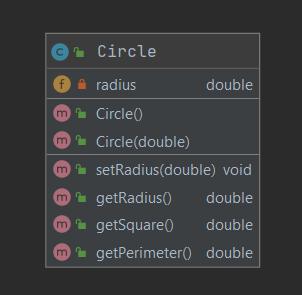 C Circle
f radius double
m Circle()
m Circle(double)
m setRadius(double) void
m getRadius() double
m getSquare() double
m getPerimeter() double